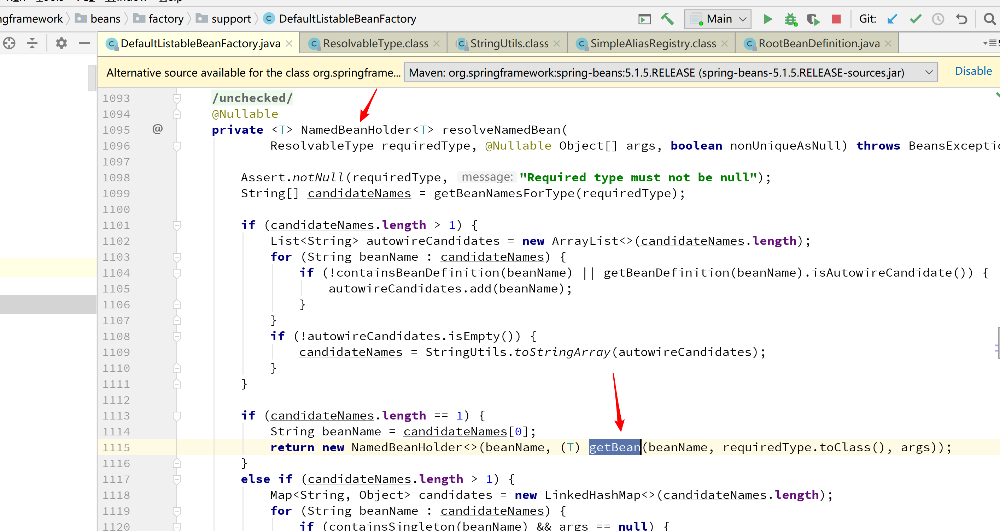 Help
ngframework beans factory support DefaultListableBeanFactory Main Git:
DefaultListableBeanFactory.java ResolvableType.class StringUtils.class SimpleAliasRegistry.class RootBeanDefinition.java
Alternative source available for the class org.springframe... Maven: org.springframework:spring-beans:5.1.5.RELEASE (spring-beans-5.1.5.RELEASE-sources.jar) Disable
1093 /unchecked/
1094 @Nullable
1095 @ private <T> NamedBeanHolder<T> resolveNamedBean(
1096 ResolvableType requiredType, @Nullable Object[] args, boolean nonUniqueAsNull) throws BeansExcepti
1097
1098 Assert.notNull(requiredType, message: "Required type must not be null");
1099 String[] candidateNames = getBeanNamesForType(requiredType);
1100
1101 if (candidateNames.length > 1) {
1102 List<String> autowireCandidates = new ArrayList<>(candidateNames.length);
1103 for (String beanName : candidateNames) {
1104 if (!containsBeanDefinition(beanName) || getBeanDefinition(beanName).isAutowireCandidate()) {
1105 autowireCandidates.add(beanName);
1106 }
1107 }
1108 if (!autowireCandidates.isEmpty()) {
1109 candidateNames = StringUtils.toStringArray(autowireCandidates);
1110 }
1111 }
1112
1113 if (candidateNames.length == 1) {
1114 String beanName = candidateNames[0];
1115 return new NamedBeanHolder<>(beanName, (T) getBean(beanName, requiredType.toClass(), args));
1116 }
1117 else if (candidateNames.length > 1) {
1118 Map<String, Object> candidates = new LinkedHashMap<>(candidateNames.length);
1119 for (String beanName : candidateNames) {
1120 if (containsSingleton(beanName) && args == null) {